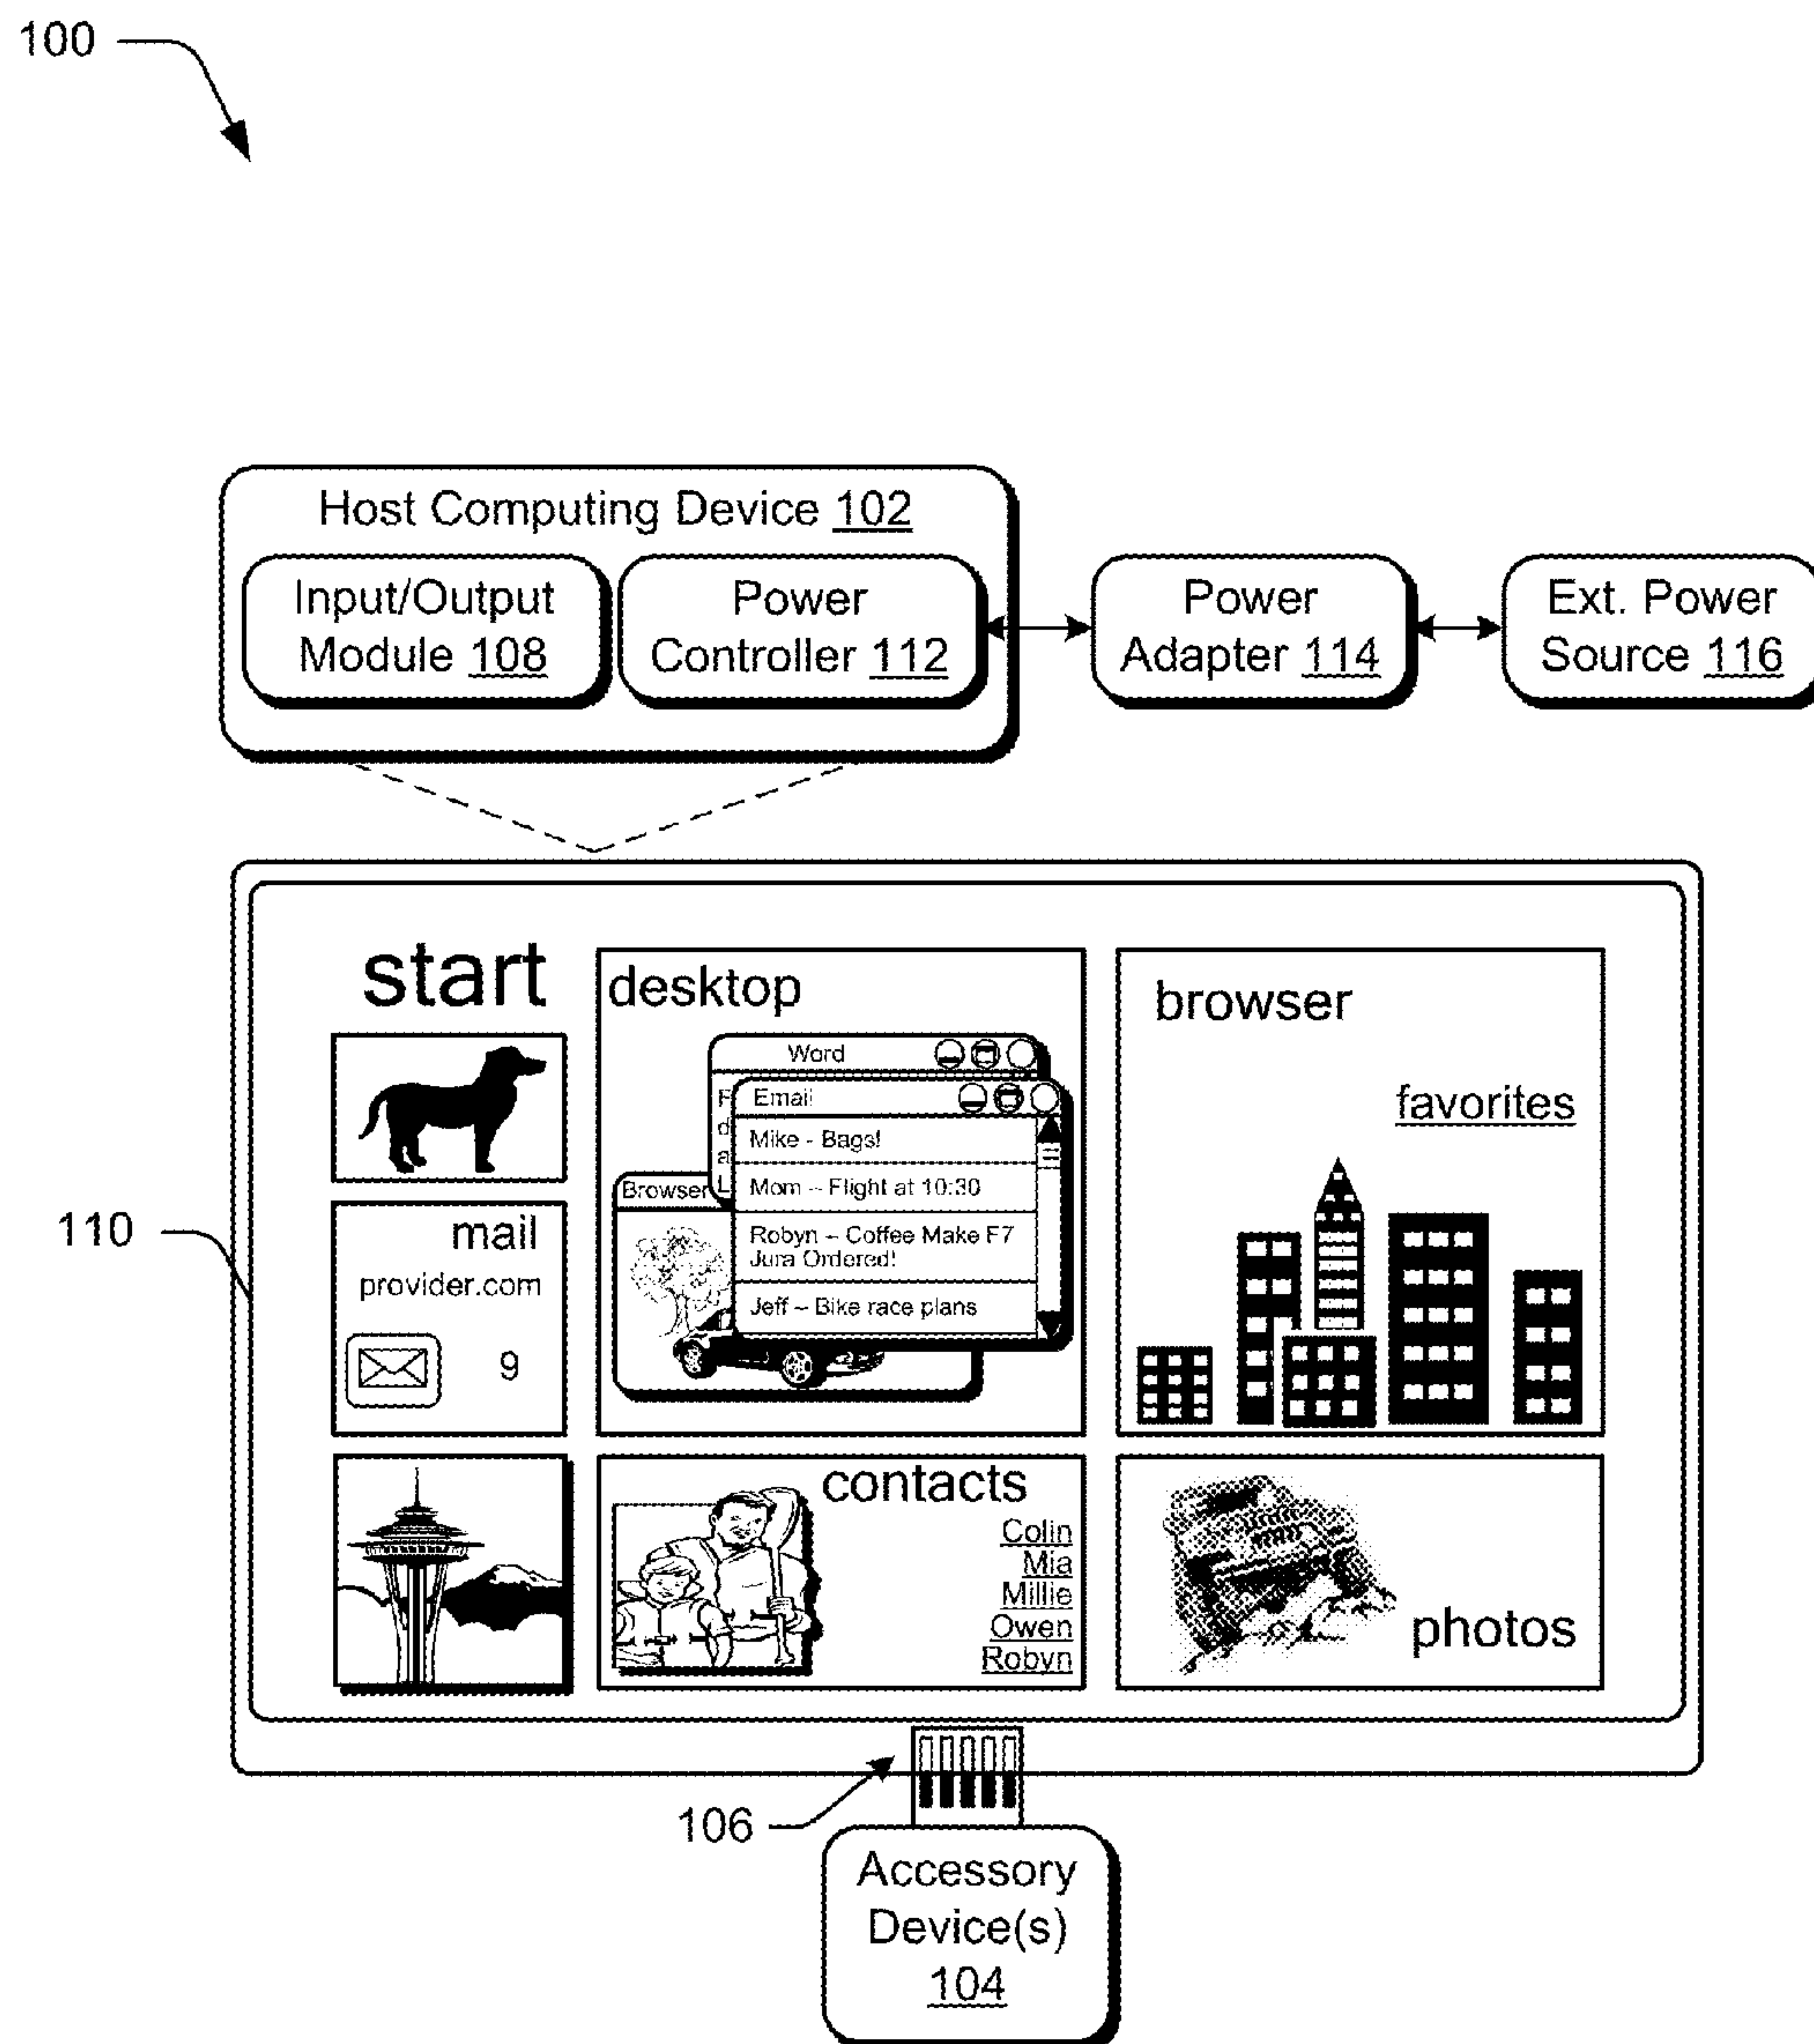 100
Host Computing Device 102
Input/Output
Module 108
Power
Controller 112
Power
Adapter 114
Ext. Power
Source 116
start
desktop
browser
Word
F
d
a
L
Email
Mike - Bags!
Mom - Flight at 10:30
Robyn - Coffee Make F7
Jura Ordered!
Jeff - Bike race plans
Browser
favorites
110
mail
provider.com
9
contacts
Colin
Mia
Millie
Owen
Robyn
photos
106
Accessory
Device(s)
104